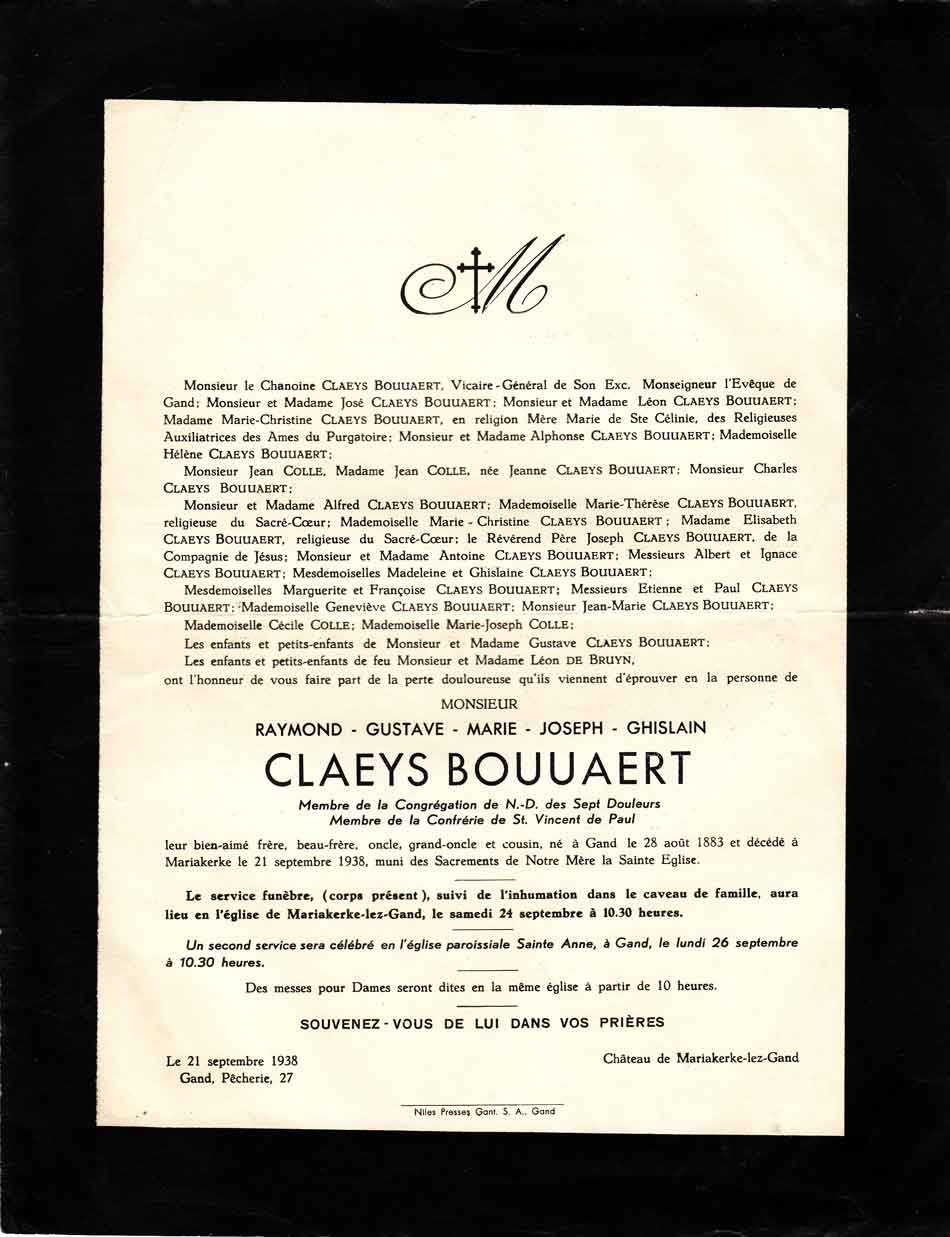 M
Monsieur le Chanoine CLAEYS BOUUAERT, Vicaire-Général de Son Exc. Monseigneur l'Evêque de
Gand; Monsieur et Madame José CLAEYS BOUUAERT; Monsieur et Madame Léon CLAEYS BOUUAERT;
Madame Marie-Christine CLAEYS BOUUAERT, en religion Mère Marie de Ste Célinie, des Religieuses
Auxiliatrices des Ames du Purgatoire; Monsieur et Madame Alphonse CLAEYS BOUUAERT; Mademoiselle
Hélène CLAEYS BOUUAERT;
Monsieur Jean COLLE, Madame Jean COLLE, née Jeanne CLAEYS BOUUAERT; Monsieur Charles
CLAEYS BOUUAERT;
Monsieur et Madame Alfred CLAEYS BOUUAERT; Mademoiselle Marie-Thérèse CLAEYS BOUUAERT,
religieuse du Sacré-Cœur; Mademoiselle Marie-Christine CLAEYS BOUUAERT; Madame Elisabeth
CLAEYS BOUUAERT, religieuse du Sacré-Cœur; le Révérend Père Joseph CLAEYS BOUUAERT, de la
Compagnie de Jésus; Monsieur et Madame Antoine CLAEYS BOUUAERT; Messieurs Albert et Ignace
CLAEYS BOUUAERT; Mesdemoiselles Madeleine et Ghislaine CLAEYS BOUUAERT;
Mesdemoiselles Marguerite et Françoise CLAEYS BOUUAERT; Messieurs Etienne et Paul CLAEYS
BOUUAERT; Mademoiselle Geneviève CLAEYS BOUUAERT; Monsieur Jean-Marie CLAEYS BOUUAERT;
Mademoiselle Cécile COLLE; Mademoiselle Marie-Joseph COLLE;
Les enfants et petits-enfants de Monsieur et Madame Gustave CLAEYS BOUUAERT;
Les enfants et petits-enfants de feu Monsieur et Madame Léon DE BRUYN,
ont l'honneur de vous faire part de la perte douloureuse qu'ils viennent d'éprouver en la personne de
MONSIEUR
RAYMOND - GUSTAVE - MARIE - JOSEPH - GHISLAIN
CLAEYS BOUUAERT
Membre de la Congrégation de N.-D. des Sept Douleurs
Membre de la Confrérie de St. Vincent de Paul
leur bien-aimé frère, beau-frère, oncle, grand-oncle et cousin, né à Gand le 28 août 1883 et décédé à
Mariakerke le 21 septembre 1938, muni des Sacrements de Notre Mère la Sainte Eglise.
Le service funèbre, (corps présent), suivi de l'inhumation dans le caveau de famille, aura
lieu en l'église de Mariakerke-lez-Gand, le samedi 24 septembre à 10.30 heures.
Un second service sera célébré en l'église paroissiale Sainte Anne, à Gand, le lundi 26 septembre
à 10.30 heures.
Des messes pour Dames seront dites en la même église à partir de 10 heures.
SOUVENEZ-VOUS DE LUI DANS VOS PRIÈRES
Le 21 septembre 1938
Gand, Pêcherie, 27
Château de Mariakerke-lez-Gand
Nlles Presses Gant. S. A., Gand